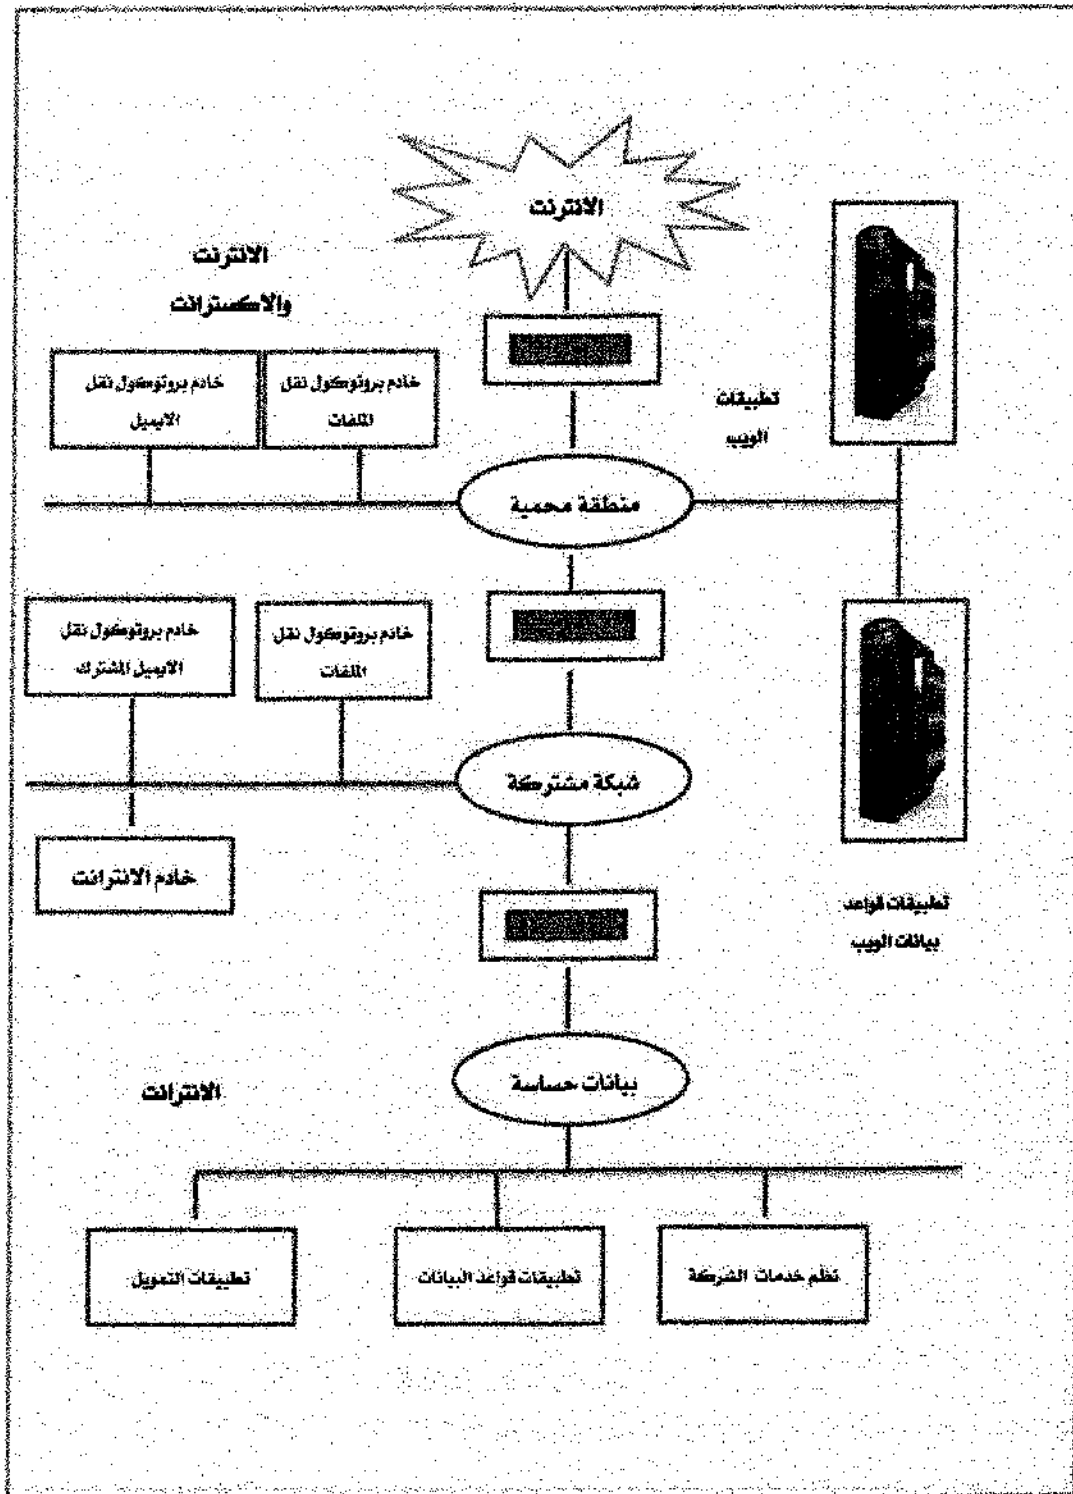 الانترنت
الانترنت
والاكسترانت
خادم بروتوكول نقل
الملفات
خادم بروتوكول نقل
الايميل
تطبيقات
الويب
منطقة محمية
خادم بروتوكول نقل
الملفات
خادم بروتوكول نقل
الايميل المشترك
شبكة مشتركة
خادم الانترانت
تطبيقات قواعد
بيانات الويب
بيانات حساسة
الانترانت
نظم خدمات الشركة
تطبيقات قواعد البيانات
تطبيقات التمويل